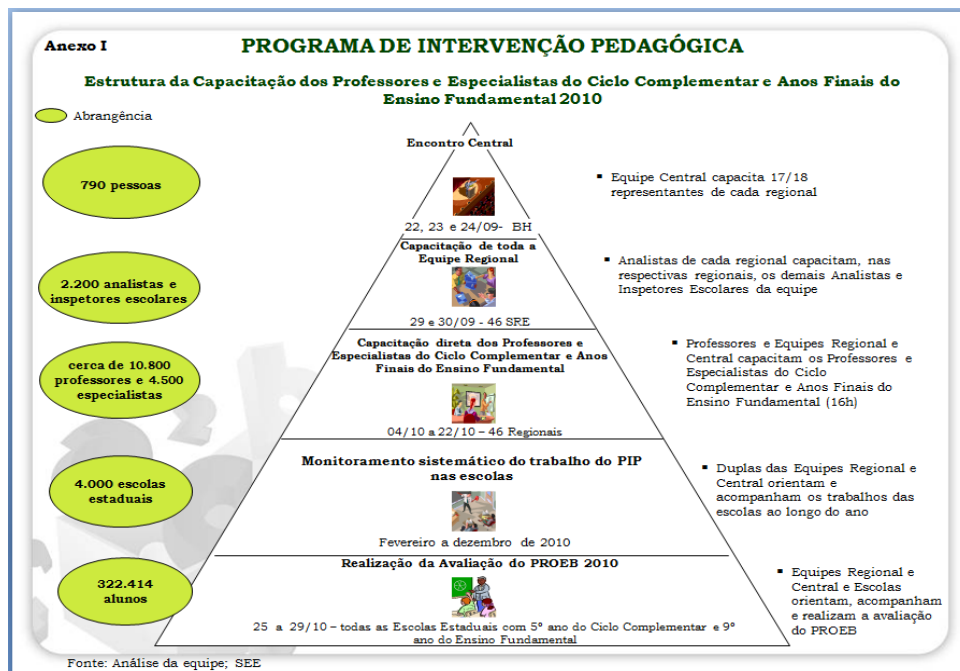 Anexo I
PROGRAMA DE INTERVENÇÃO PEDAGÓGICA
Estrutura da Capacitação dos Professores e Especialistas do Ciclo Complementar e Anos Finais do
Ensino Fundamental 2010
Abrangência
Encontro Central
790 pessoas
22, 23 e 24/09- BH
▪ Equipe Central capacita 17/18
representantes de cada regional
Capacitação de toda a
Equipe Regional
2.200 analistas e
inspetores escolares
29 e 30/09 - 46 SRE
▪ Analistas de cada regional capacitam, nas
respectivas regionais, os demais Analistas e
Inspetores Escolares da equipe
Capacitação direta dos Professores e
Especialistas do Ciclo Complementar e Anos
Finais do Ensino Fundamental
cerca de 10.800
professores e 4.500
especialistas
04/10 a 22/10 – 46 Regionais
▪ Professores e Equipes Regional e
Central capacitam os Professores e
Especialistas do Ciclo
Complementar e Anos Finais do
Ensino Fundamental (16h)
Monitoramento sistemático do trabalho do PIP
nas escolas
4.000 escolas
estaduais
Fevereiro a dezembro de 2010
▪ Duplas das Equipes Regional e
Central orientam e
acompanham os trabalhos das
escolas ao longo do ano
Realização da Avaliação do PROEB 2010
322.414
alunos
25 a 29/10 – todas as Escolas Estaduais com 5º ano do Ciclo Complementar e 9º
ano do Ensino Fundamental
▪ Equipes Regional e
Central e Escolas
orientam, acompanham
e realizam a avaliação
do PROEB
Fonte: Análise da equipe; SEE